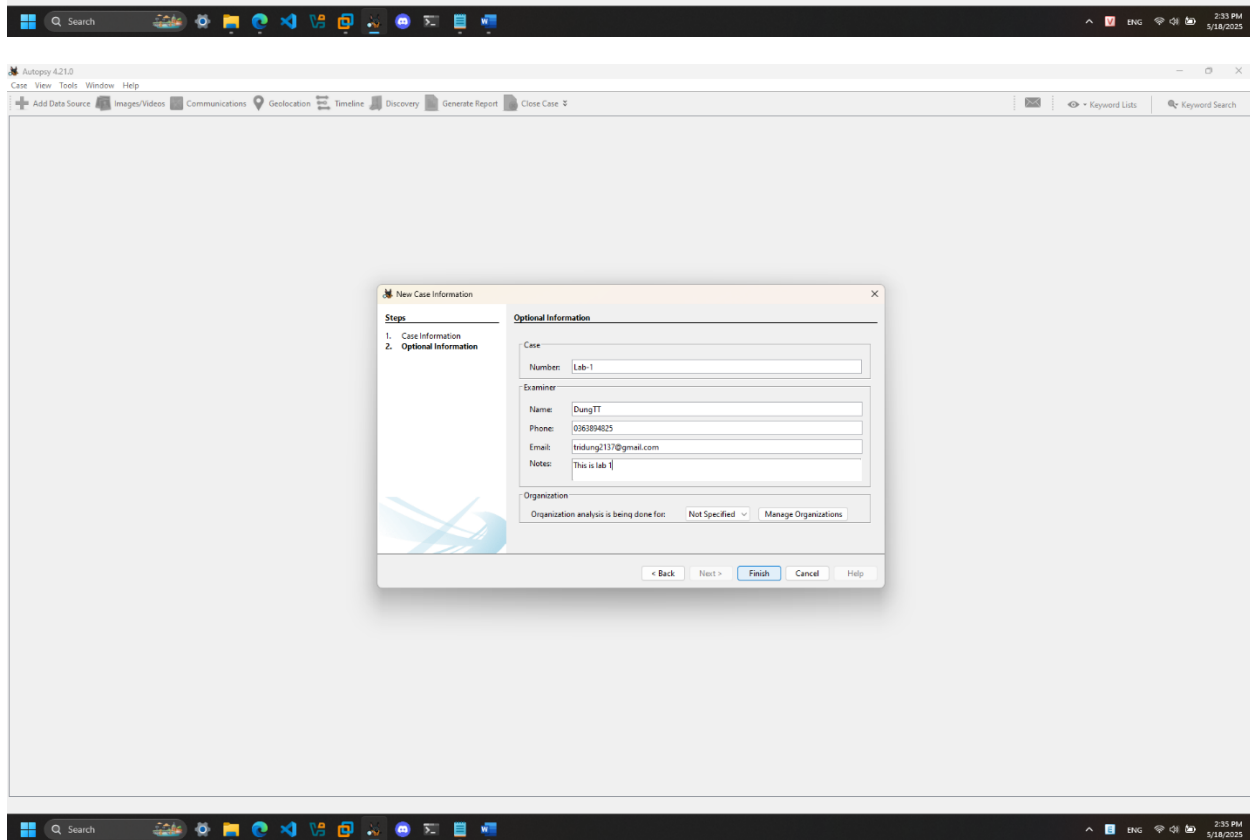 Search
ENG
2:33 PM
5/18/2025
Autopsy 4.21.0
Case View Tools Window Help
Add Data Source Images/Videos Communications Geolocation Timeline Discovery Generate Report Close Case Keyword Lists Keyword Search
New Case Information
Steps
1. Case Information
2. Optional Information
Optional Information
Case
Number: Lab-1
Examiner
Name: DungTT
Phone: 0363894825
Email: tridung2137@gmail.com
Notes: This is lab 1
Organization
Organization analysis is being done for: Not Specified Manage Organizations
< Back Next > Finish Cancel Help
Search
ENG
2:35 PM
5/18/2025